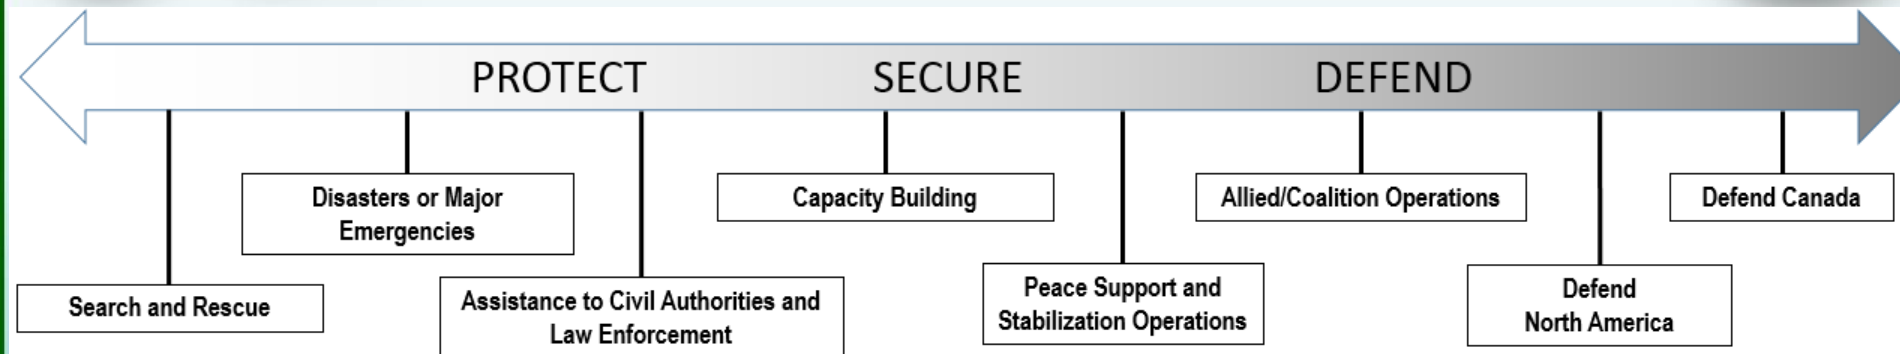 PROTECT SECURE DEFEND
Search and Rescue
Disasters or Major
Emergencies
Assistance to Civil Authorities and
Law Enforcement
Capacity Building
Peace Support and
Stabilization Operations
Allied/Coalition Operations
Defend
North America
Defend Canada